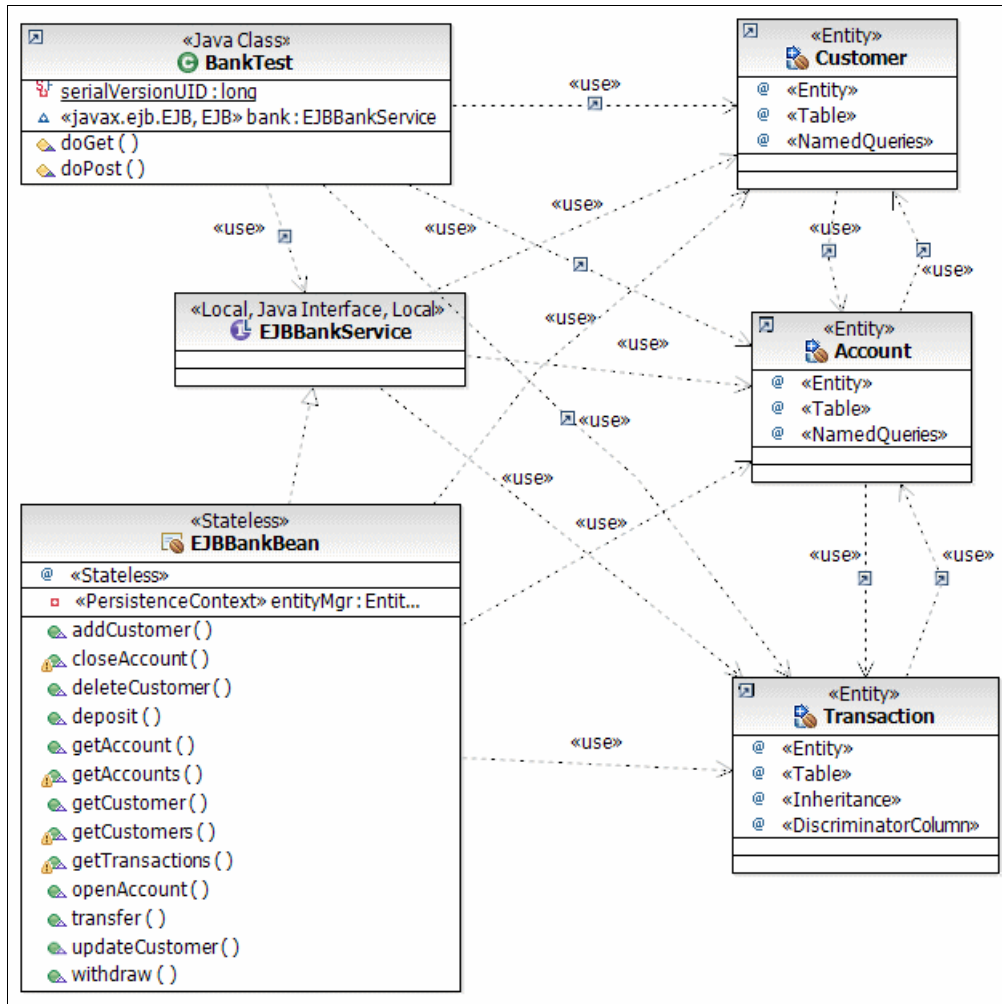 «Java Class»
BankTest
serialVersionUID : long
«javax.ejb.EJB, EJB» bank : EJBBankService
doGet ( )
doPost ( )
«use»
«Entity»
Customer
«Entity»
«Table»
«NamedQueries»
«use»
«use»
«use»
«use»
«use»
«Local, Java Interface, Local»
EJBBankService
«use»
«use»
«Entity»
Account
«Entity»
«Table»
«NamedQueries»
«use»
«use»
«use»
«use»
«use»
«Stateless»
EJBBankBean
«Stateless»
«PersistenceContext» entityMgr : Entit...
addCustomer ( )
closeAccount ( )
deleteCustomer ( )
deposit ( )
getAccount ( )
getAccounts ( )
getCustomer ( )
getCustomers ( )
getTransactions ( )
openAccount ( )
transfer ( )
updateCustomer ( )
withdraw ( )
«use»
«Entity»
Transaction
«Entity»
«Table»
«Inheritance»
«DiscriminatorColumn»